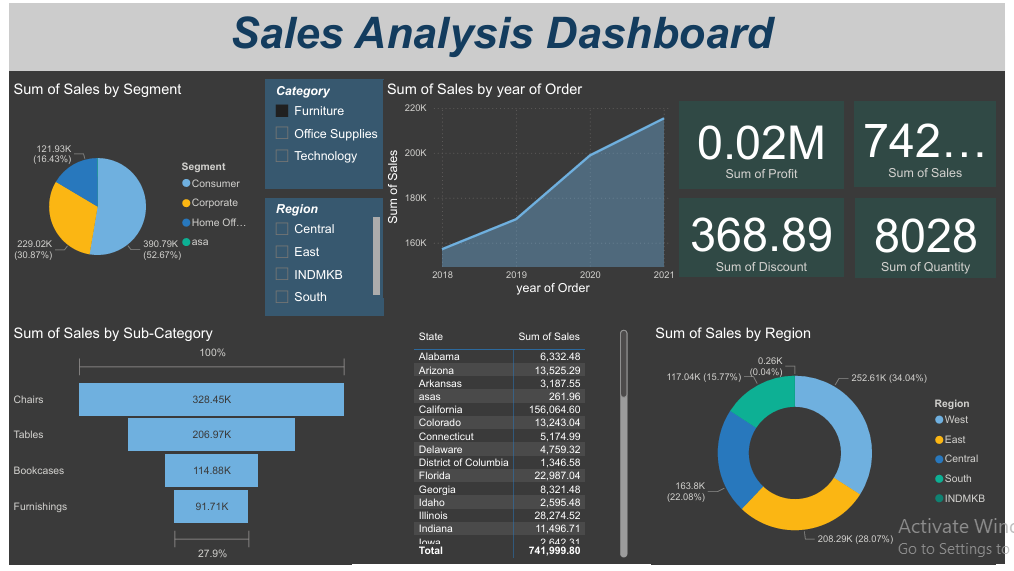 Sales Analysis Dashboard
Sum of Sales by Segment
121.93K
(16.43%)
229.02K
(30.87%)
390.79K
(52.67%)
Segment
Consumer
Corporate
Home Off...
asa
Category
Furniture
Office Supplies
Technology
Region
Central
East
INDMKB
South
Sum of Sales by year of Order
Sum of Sales
220K
200K
180K
160K
2018 2019 2020 2021
year of Order
0.02M
Sum of Profit
742...
Sum of Sales
368.89
Sum of Discount
8028
Sum of Quantity
Sum of Sales by Sub-Category
100%
Chairs 328.45K
Tables 206.97K
Bookcases 114.88K
Furnishings 91.71K
27.9%
State Sum of Sales
Alabama 6,332.48
Arizona 13,525.29
Arkansas 3,187.55
asas 261.96
California 156,064.60
Colorado 13,243.04
Connecticut 5,174.99
Delaware 4,759.32
District of Columbia 1,346.58
Florida 22,987.04
Georgia 8,321.48
Idaho 2,595.48
Illinois 28,274.52
Indiana 11,496.71
Iowa 2,642.31
Total 741,999.80
Sum of Sales by Region
0.26K
(0.04%)
117.04K (15.77%)
252.61K (34.04%)
163.8K
(22.08%)
208.29K (28.07%)
Region
West
East
Central
South
INDMKB
Activate Wind
Go to Settings to